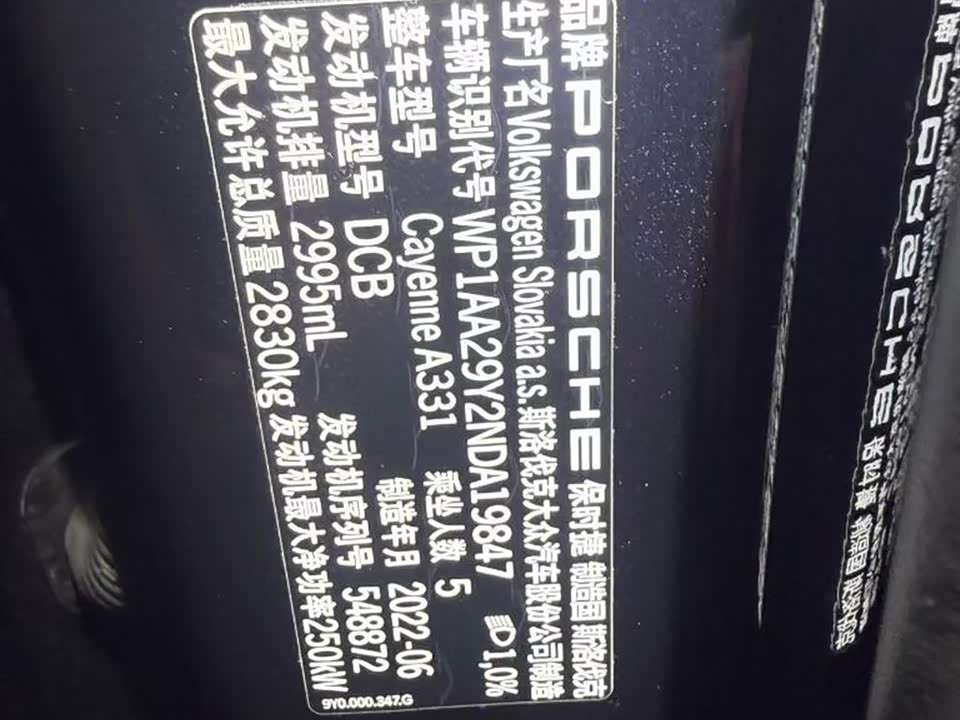 品牌 PORSCHE 保时捷 制造国 斯洛伐克
生产厂名 Volkswagen Slovakia a.s. 斯洛伐克大众汽车股份公司制造
车辆识别代号 WP1AA29Y2NDA19847 1,0%
整车型号 Cayenne A331 乘坐人数 5
发动机型号 DCB 制造年月 2022-06
发动机排量 2995mL 发动机序列号 548872
最大允许总质量 2830kg 发动机最大净功率250kW
9Y0.000.347.G